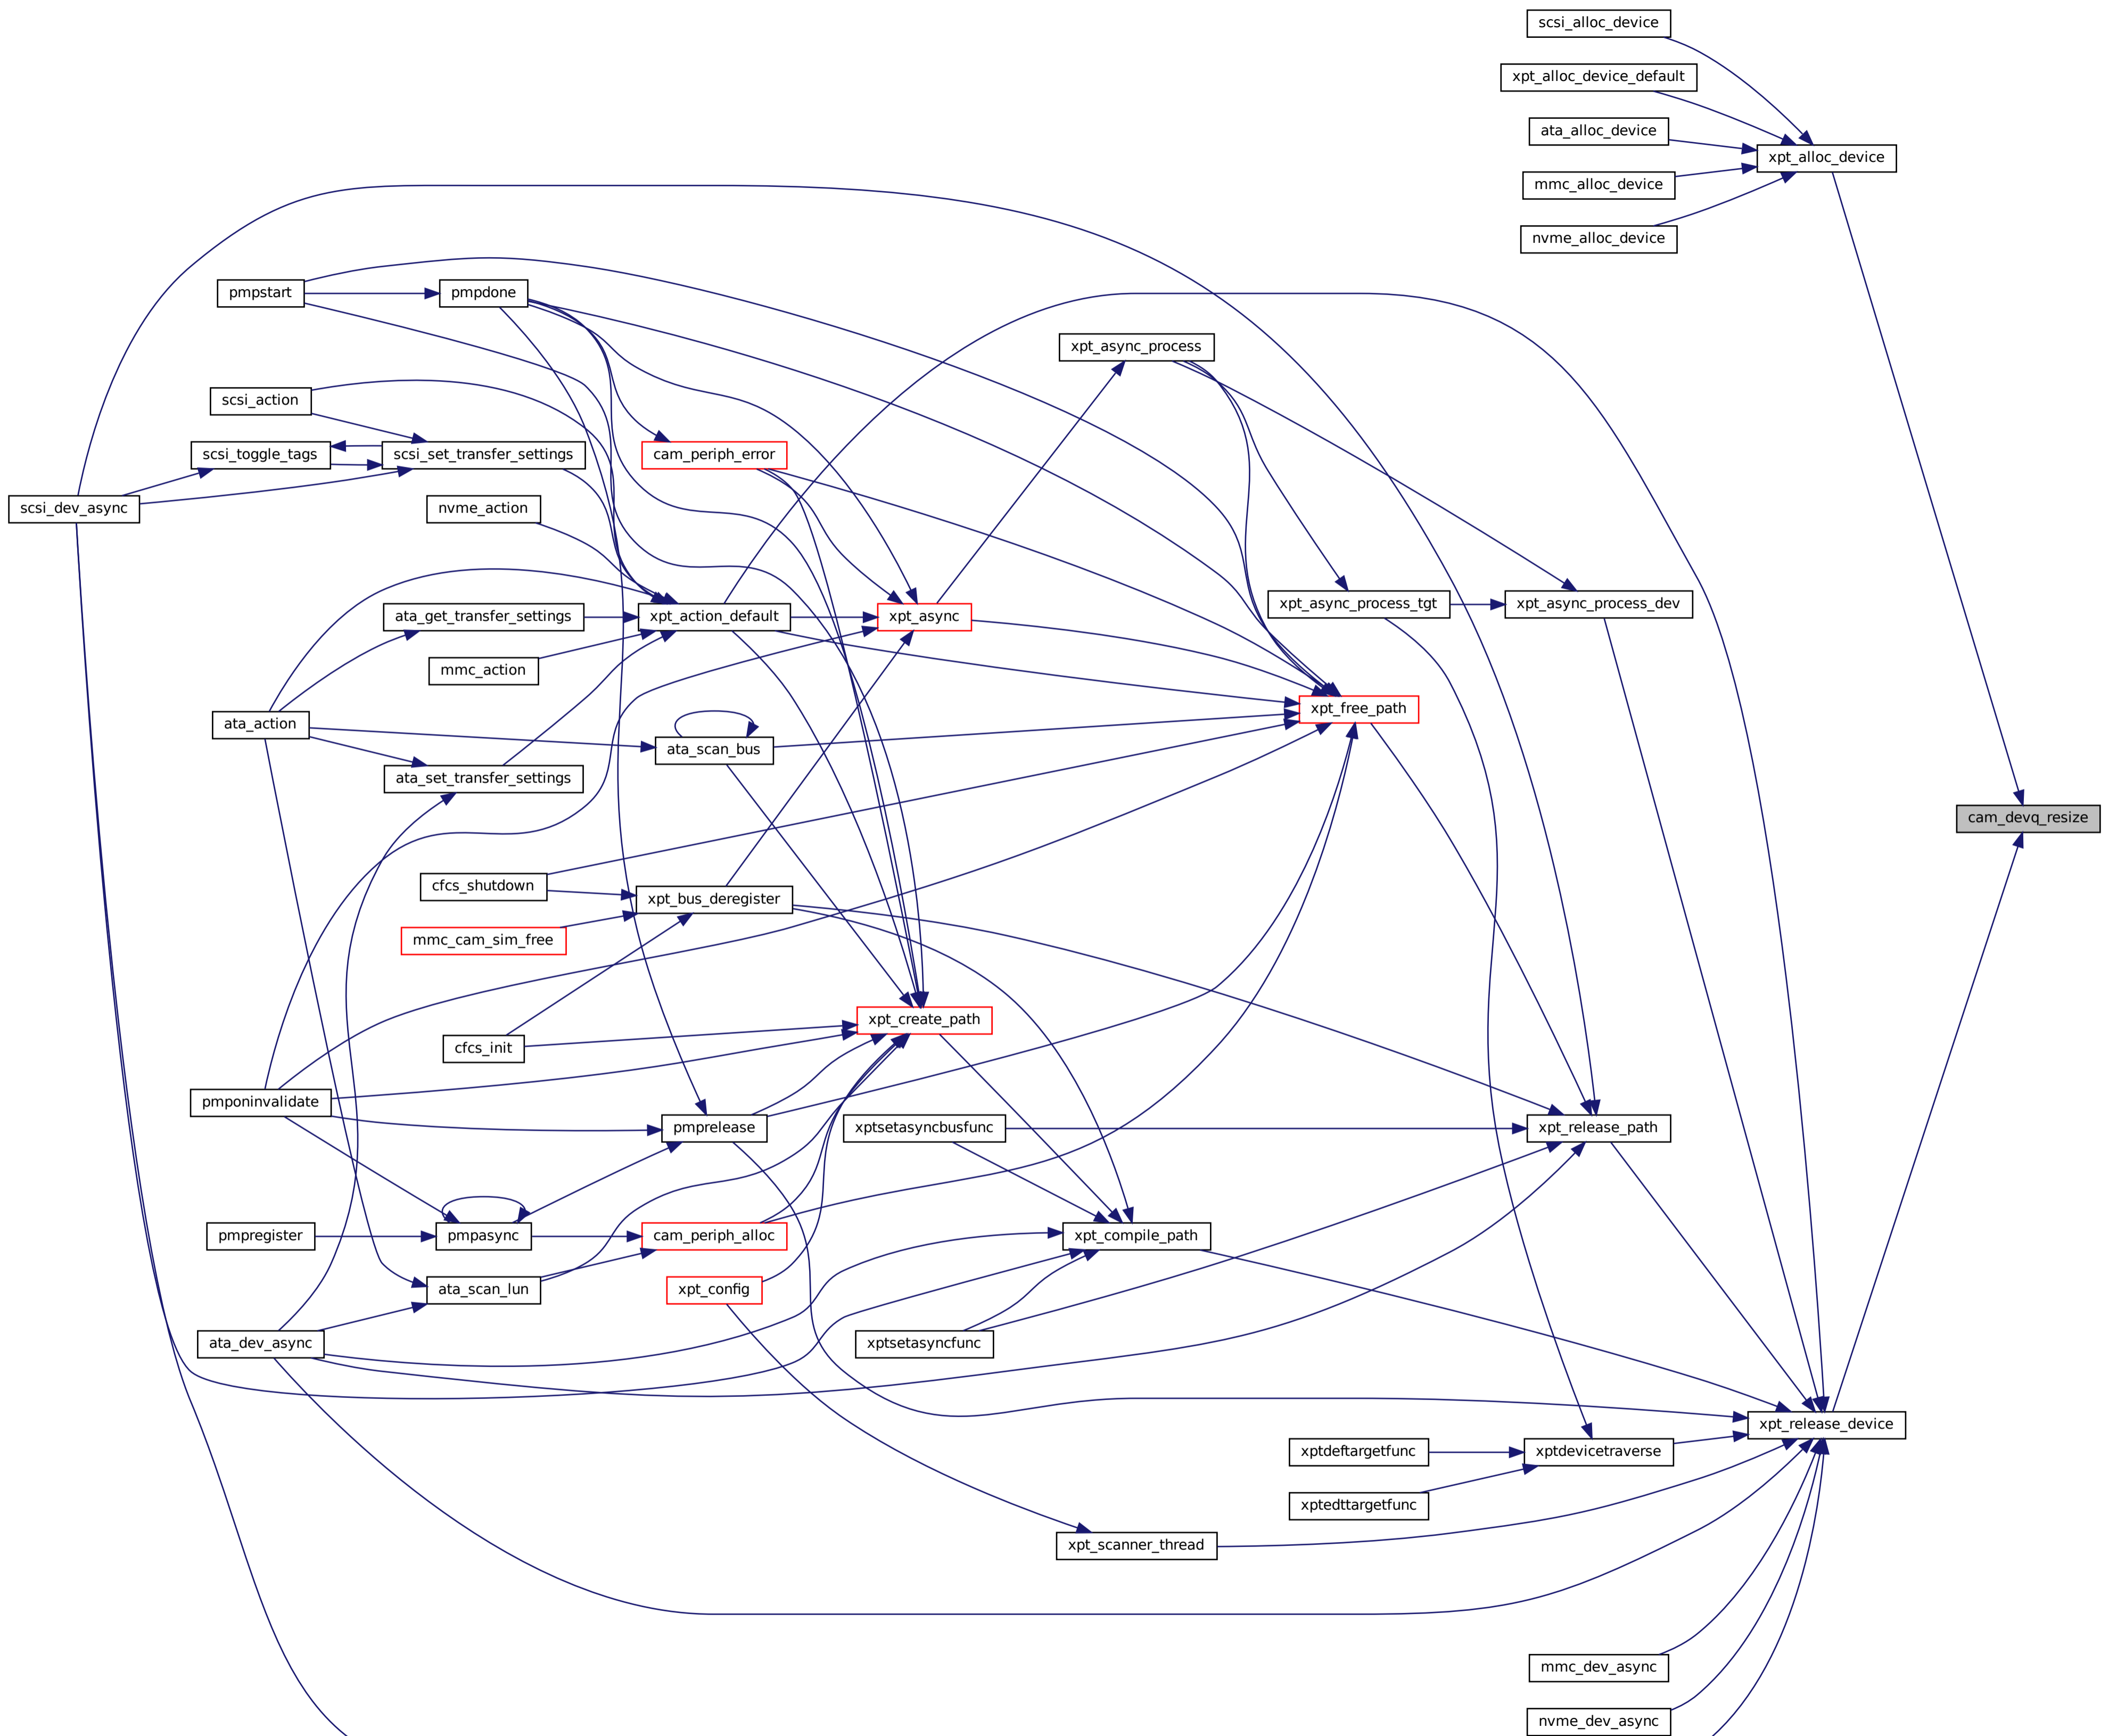 scsi_alloc_device
xpt_alloc_device_default
ata_alloc_device
xpt_alloc_device
mmc_alloc_device
nvme_alloc_device
pmpstart
pmpdone
xpt_async_process
scsi_action
scsi_toggle_tags
scsi_set_transfer_settings
cam_periph_error
scsi_dev_async
nvme_action
ata_get_transfer_settings
xpt_action_default
xpt_async
xpt_async_process_tgt
xpt_async_process_dev
mmc_action
xpt_free_path
ata_action
ata_scan_bus
ata_set_transfer_settings
cam_devq_resize
cfcs_shutdown
xpt_bus_deregister
mmc_cam_sim_free
xpt_create_path
cfcs_init
pmponinvalidate
pmprelease
xptsetasyncbusfunc
xpt_release_path
pmpregister
pmpasync
cam_periph_alloc
xpt_compile_path
ata_scan_lun
xpt_config
ata_dev_async
xptsetasyncfunc
xpt_release_device
xptdeftargetfunc
xptdevicetraverse
xptedttargetfunc
xpt_scanner_thread
mmc_dev_async
nvme_dev_async